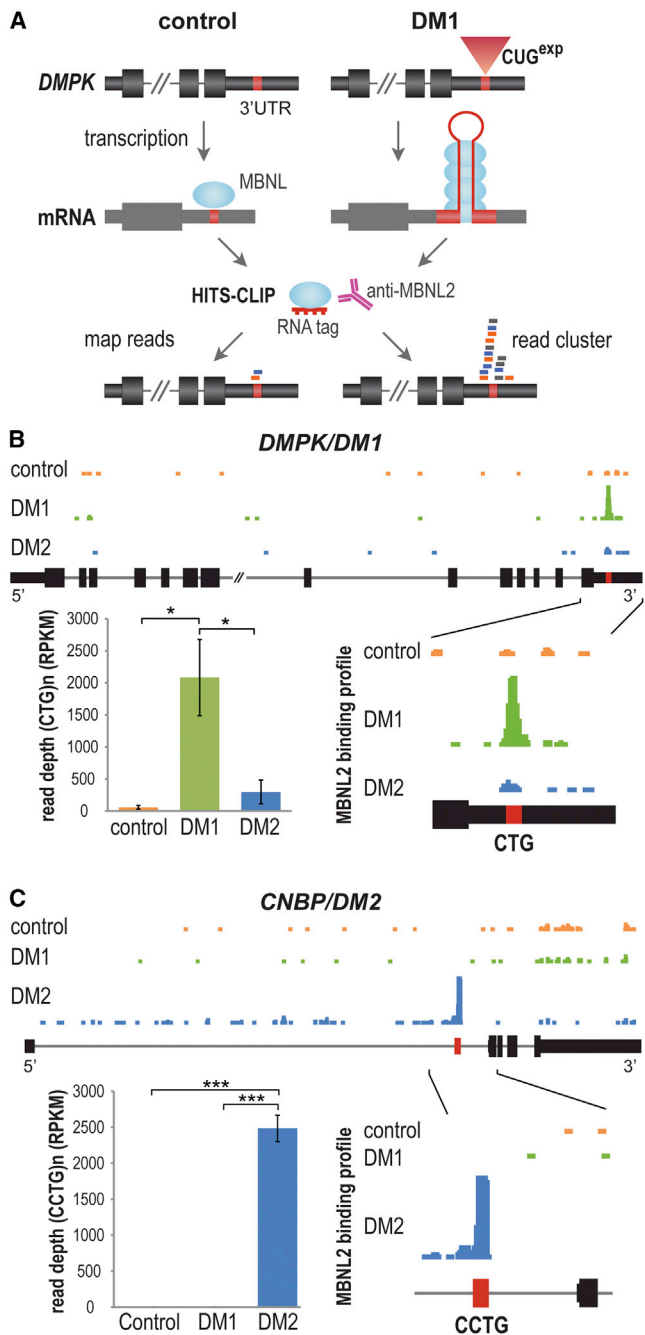 A
control
DM1
CUGexp
DMPK
3'UTR
transcription
MBNL
mRNA
HITS-CLIP
anti-MBNL2
RNA tag
map reads
read cluster
B
DMPK/DM1
control
DM1
DM2
5'
3'
read depth (CTG)n (RPKM)
3000
2500
2000
1500
1000
500
0
*
*
control
DM1
DM2
MBNL2 binding profile
control
DM1
DM2
CTG
C
CNBP/DM2
control
DM1
DM2
5'
3'
read depth (CCTG)n (RPKM)
3000
2500
2000
1500
1000
500
0
***
***
Control
DM1
DM2
MBNL2 binding profile
control
DM1
DM2
CCTG